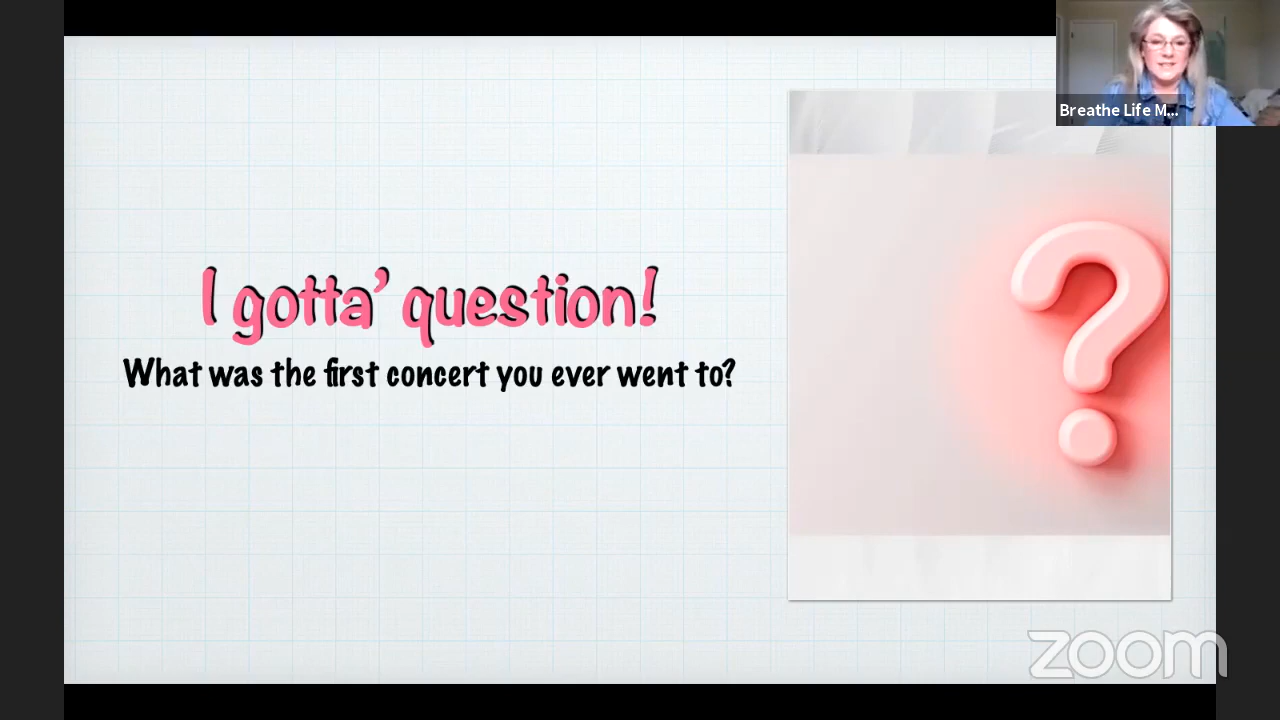 Breathe Life M...
I gotta' question!
What was the first concert you ever went to?
zoom